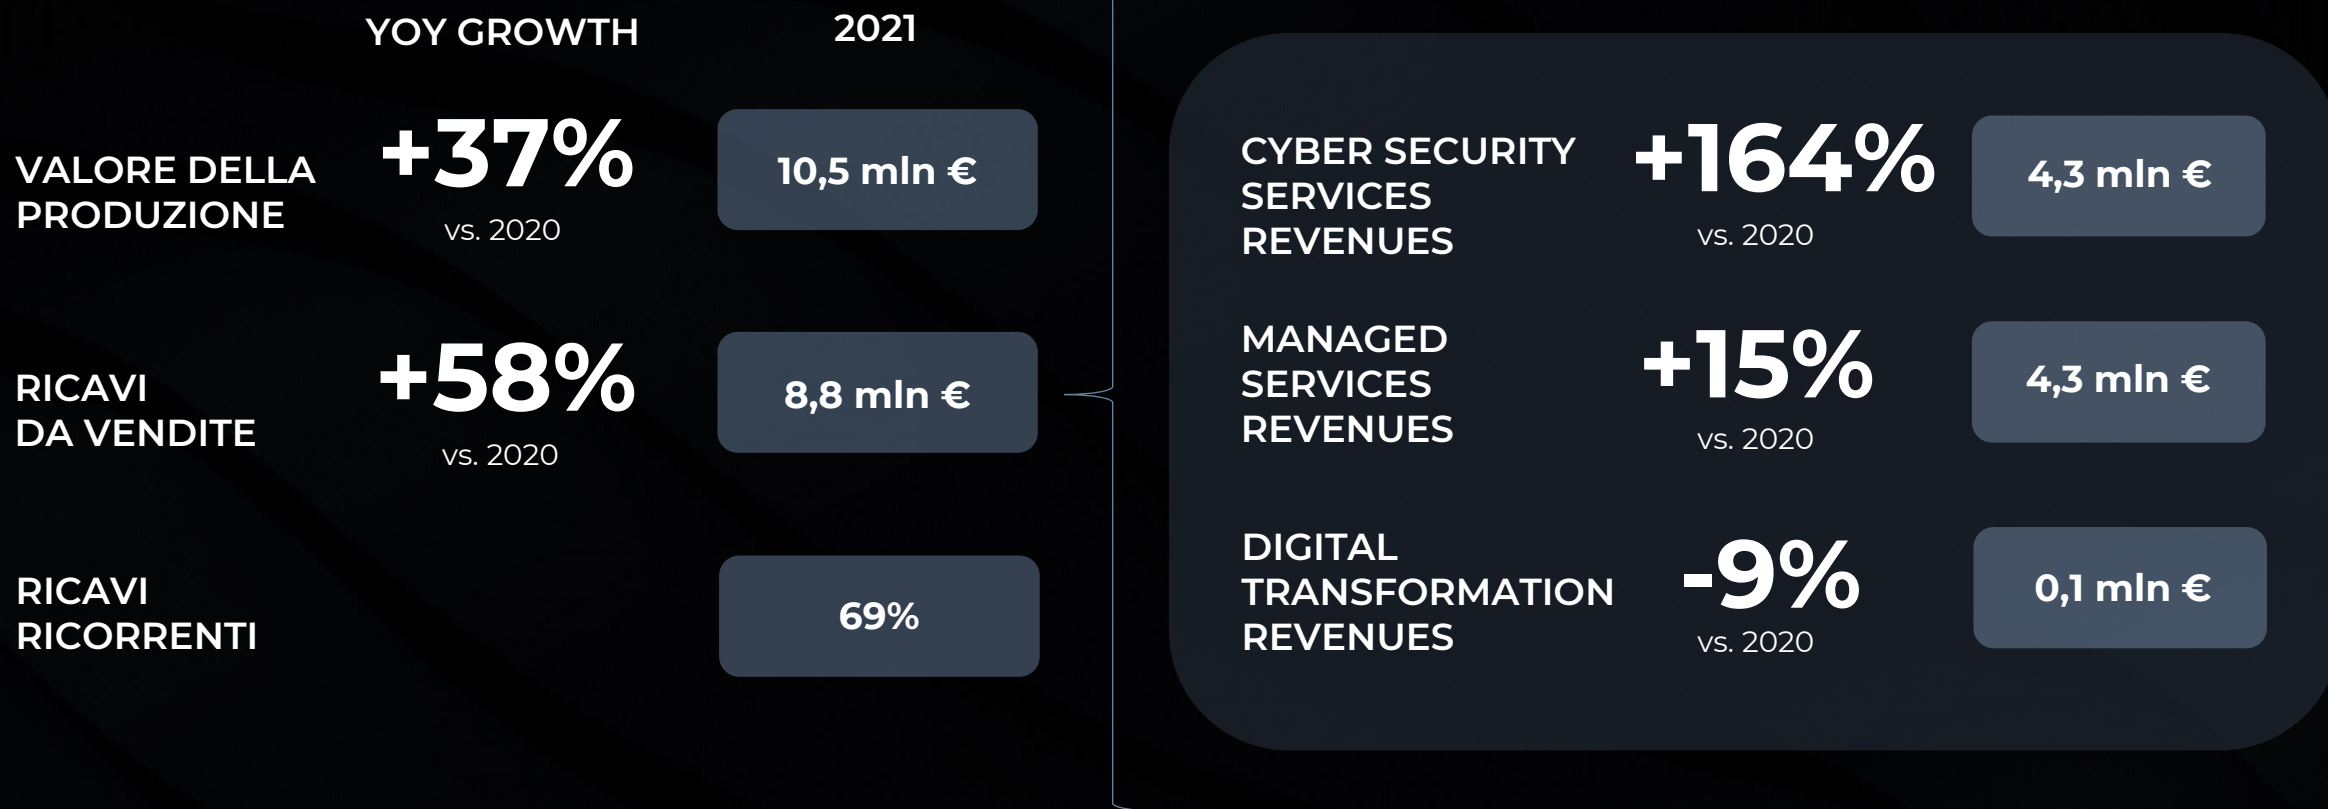 YOY GROWTH
2021
VALORE DELLA
PRODUZIONE
+37%
vs. 2020
10,5 mln €
RICAVI
DA VENDITE
+58%
vs. 2020
8,8 mln €
RICAVI
RICORRENTI
69%
CYBER SECURITY
SERVICES
REVENUES
+164%
vs. 2020
4,3 mln €
MANAGED
SERVICES
REVENUES
+15%
vs. 2020
4,3 mln €
DIGITAL
TRANSFORMATION
REVENUES
-9%
vs. 2020
0,1 mln €